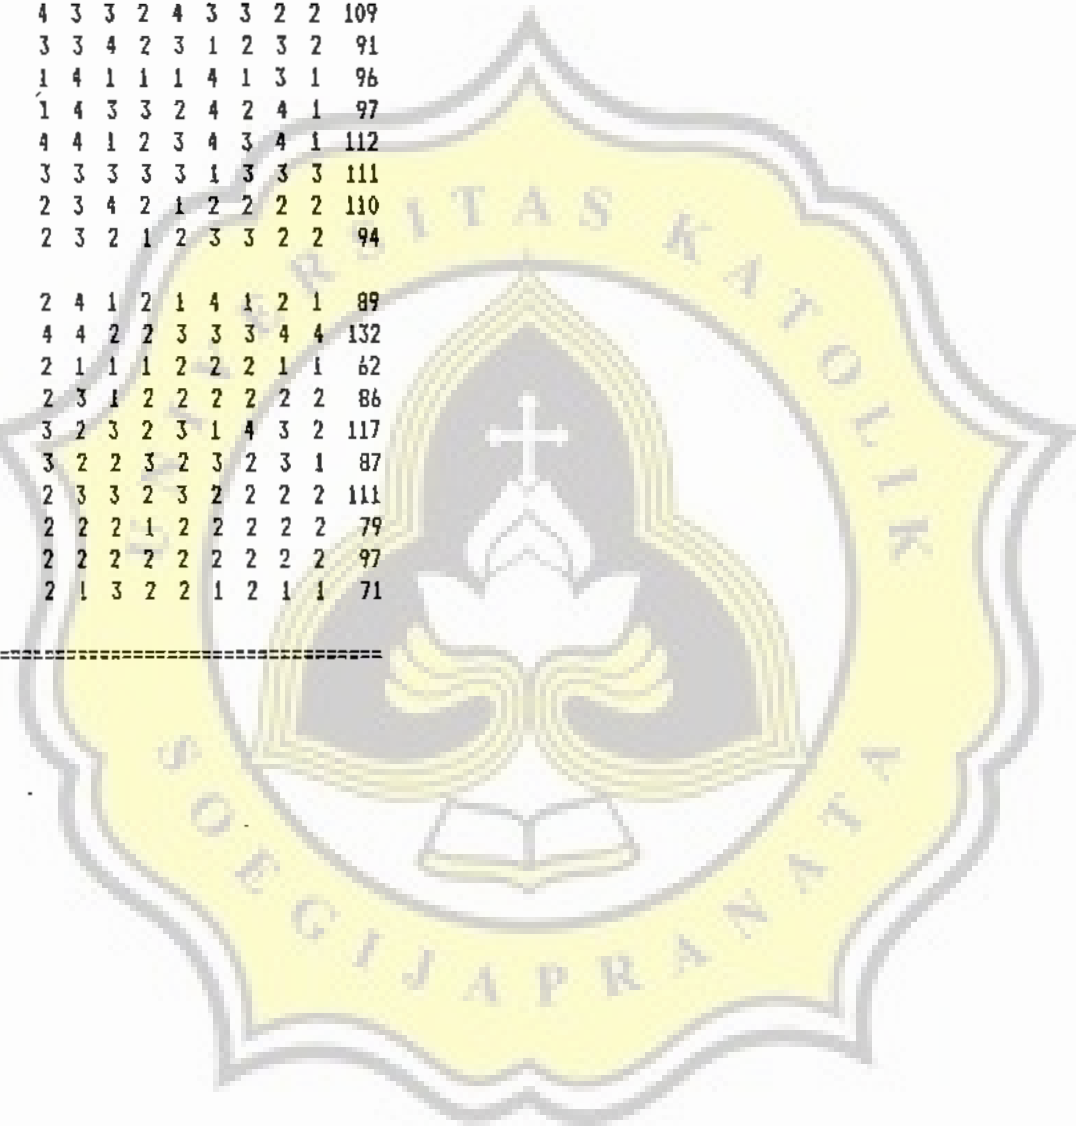 4 3 3 2 4 3 3 2 2 109
3 3 4 2 3 1 2 3 2 91
1 4 1 1 1 4 1 3 1 96
1 4 3 3 2 4 2 4 1 97
4 4 1 2 3 4 3 4 1 112
3 3 3 3 3 1 3 3 3 111
2 3 4 2 1 2 2 2 2 110
2 3 2 1 2 3 3 2 2 94
2 4 1 2 1 4 1 2 1 89
4 4 2 2 3 3 3 4 4 132
2 1 1 1 2 2 2 1 1 62
2 3 1 2 2 2 2 2 2 86
3 2 3 2 3 1 4 3 2 117
3 2 2 3 2 3 2 3 1 87
2 3 3 2 3 2 2 2 2 111
2 2 2 1 2 2 2 2 2 79
2 2 2 2 2 2 2 2 2 97
2 1 3 2 2 1 2 1 1 71
UNIVERSITAS KATOLIK
SOEGIJAPRANATA